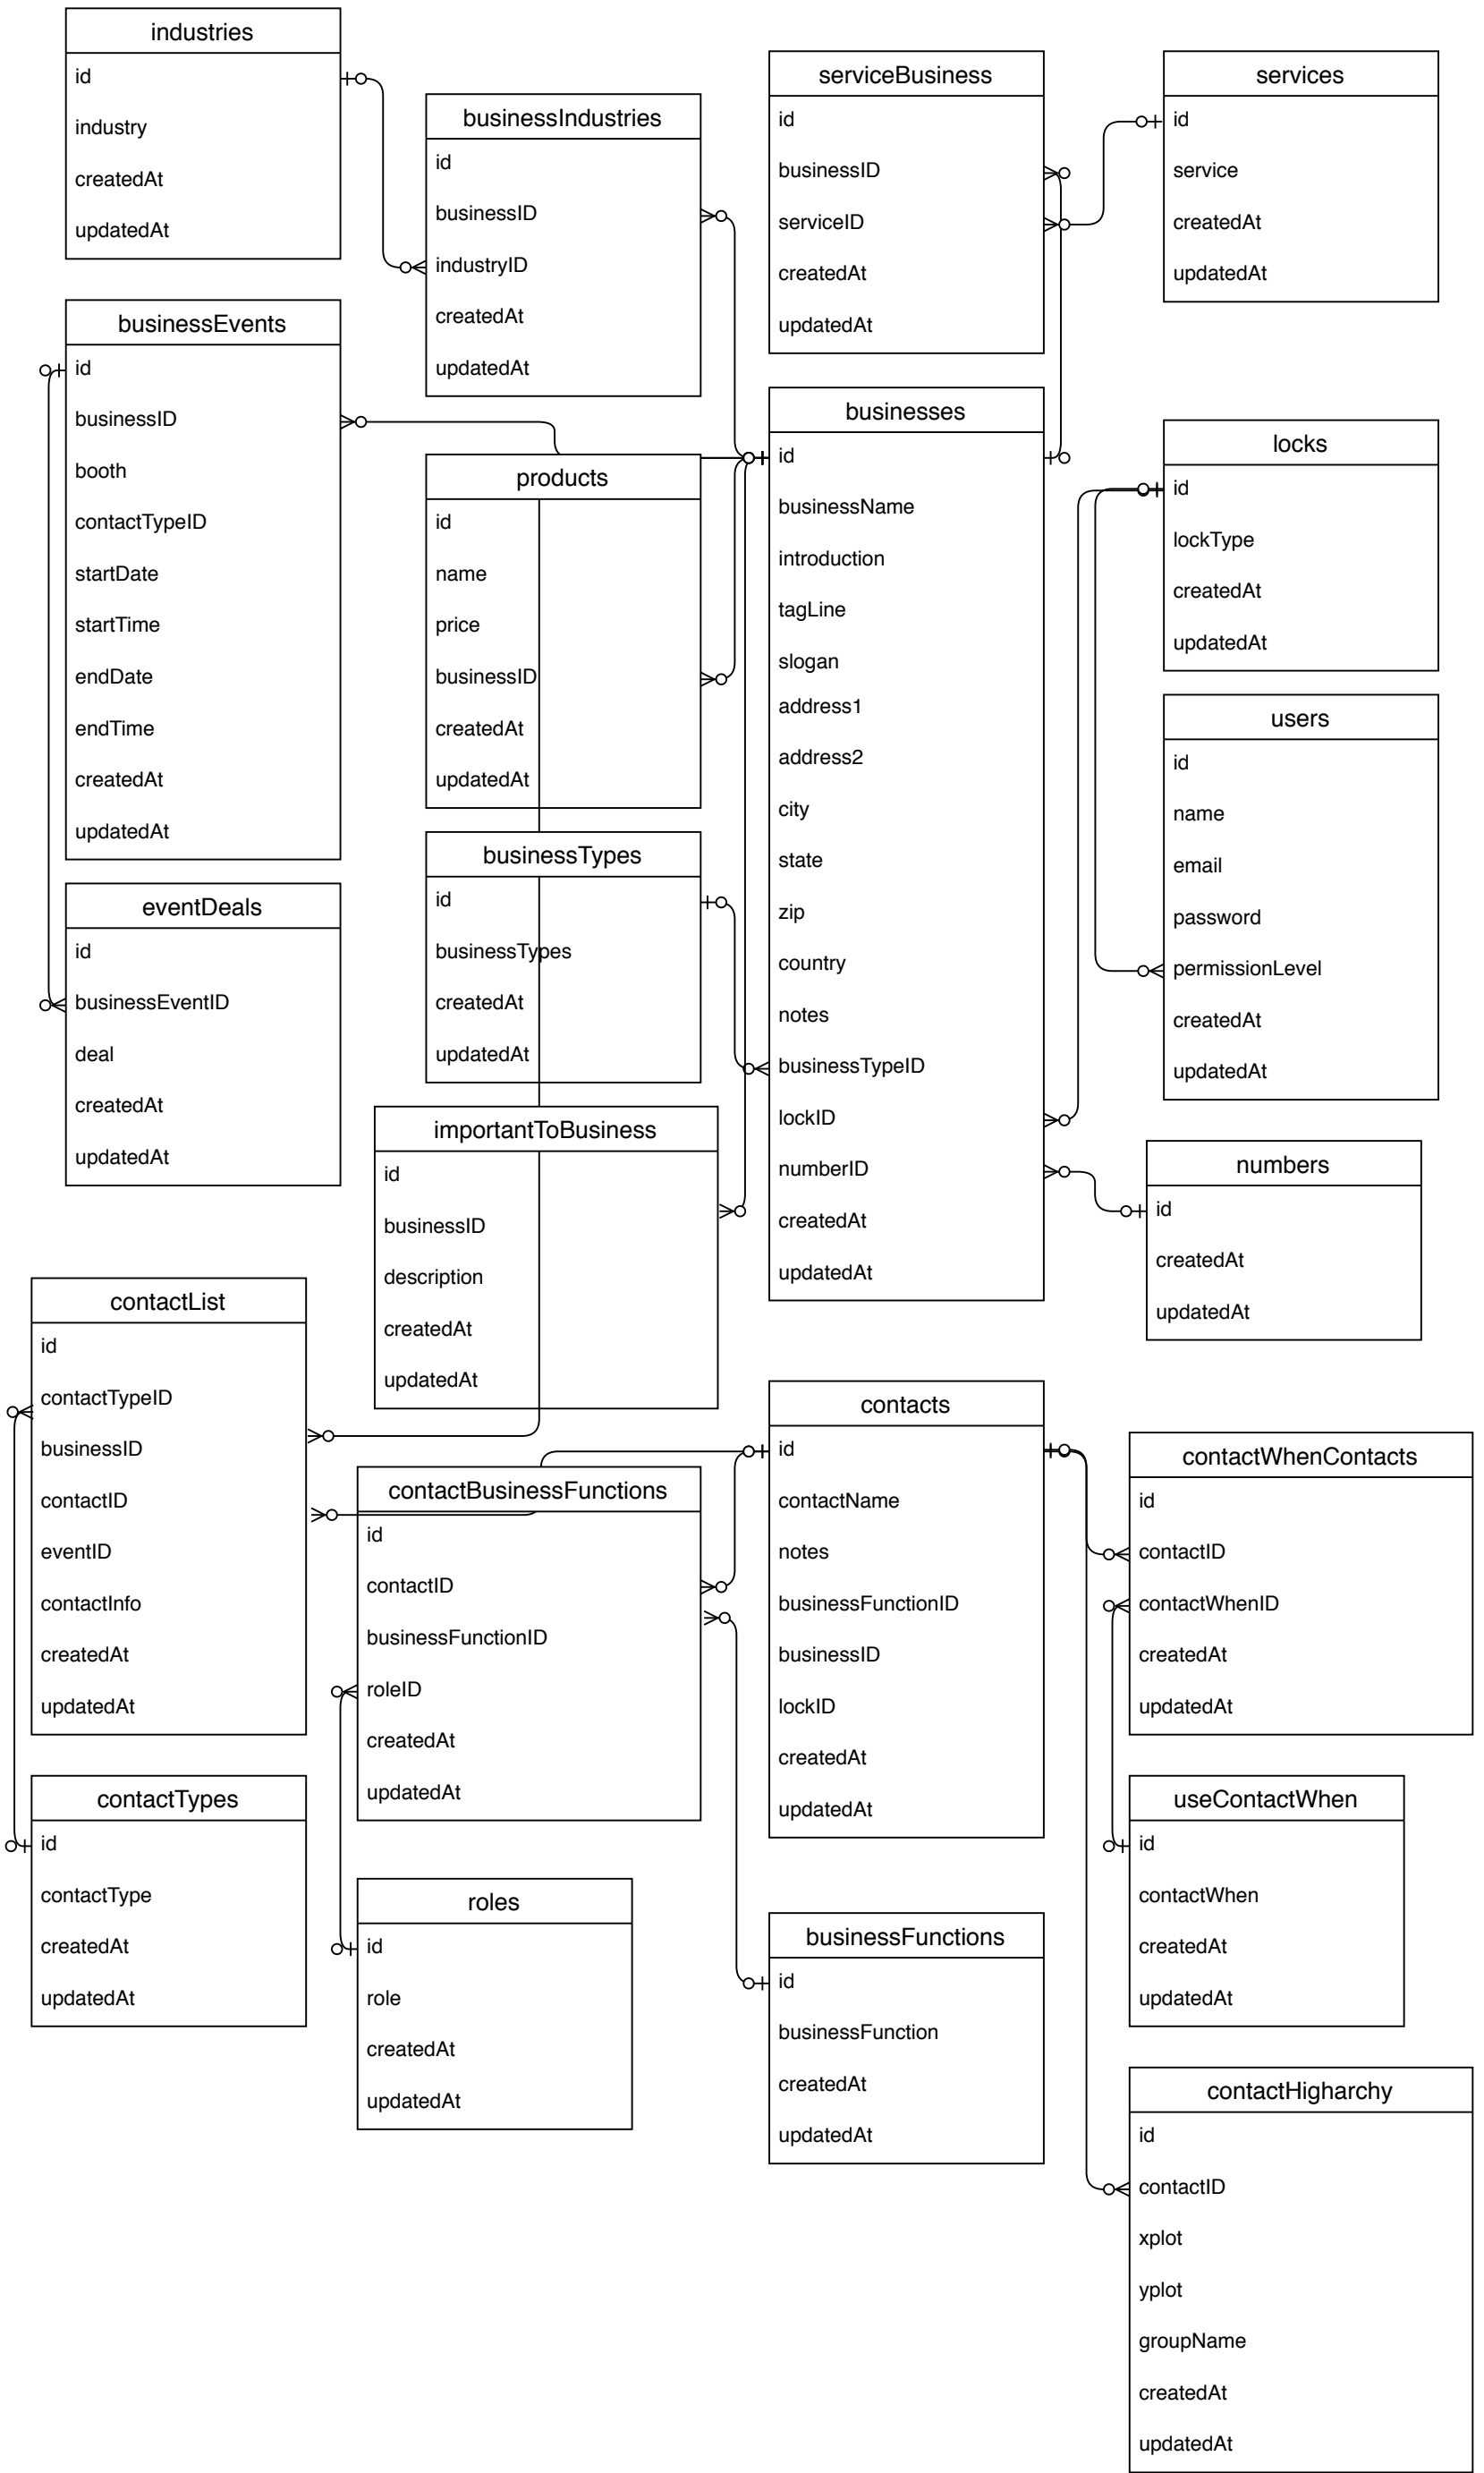 industries
id
industry
createdAt
updatedAt
businessIndustries
id
businessID
industryID
createdAt
updatedAt
serviceBusiness
id
businessID
serviceID
createdAt
updatedAt
services
id
service
createdAt
updatedAt
businessEvents
id
businessID
booth
contactTypeID
startDate
startTime
endDate
endTime
createdAt
updatedAt
products
id
name
price
businessID
createdAt
updatedAt
businesses
id
businessName
introduction
tagLine
slogan
address1
address2
city
state
zip
country
notes
businessTypeID
lockID
numberID
createdAt
updatedAt
locks
id
lockType
createdAt
updatedAt
users
id
name
email
password
permissionLevel
createdAt
updatedAt
eventDeals
id
businessEventID
deal
createdAt
updatedAt
businessTypes
id
businessTypes
createdAt
updatedAt
importantToBusiness
id
businessID
description
createdAt
updatedAt
numbers
id
createdAt
updatedAt
contactList
id
contactTypeID
businessID
contactID
eventID
contactInfo
createdAt
updatedAt
contactBusinessFunctions
id
contactID
businessFunctionID
roleID
createdAt
updatedAt
contacts
id
contactName
notes
businessFunctionID
businessID
lockID
createdAt
updatedAt
contactWhenContacts
id
contactID
contactWhenID
createdAt
updatedAt
contactTypes
id
contactType
createdAt
updatedAt
roles
id
role
createdAt
updatedAt
businessFunctions
id
businessFunction
createdAt
updatedAt
useContactWhen
id
contactWhen
createdAt
updatedAt
contactHigharchy
id
contactID
xplot
yplot
groupName
createdAt
updatedAt